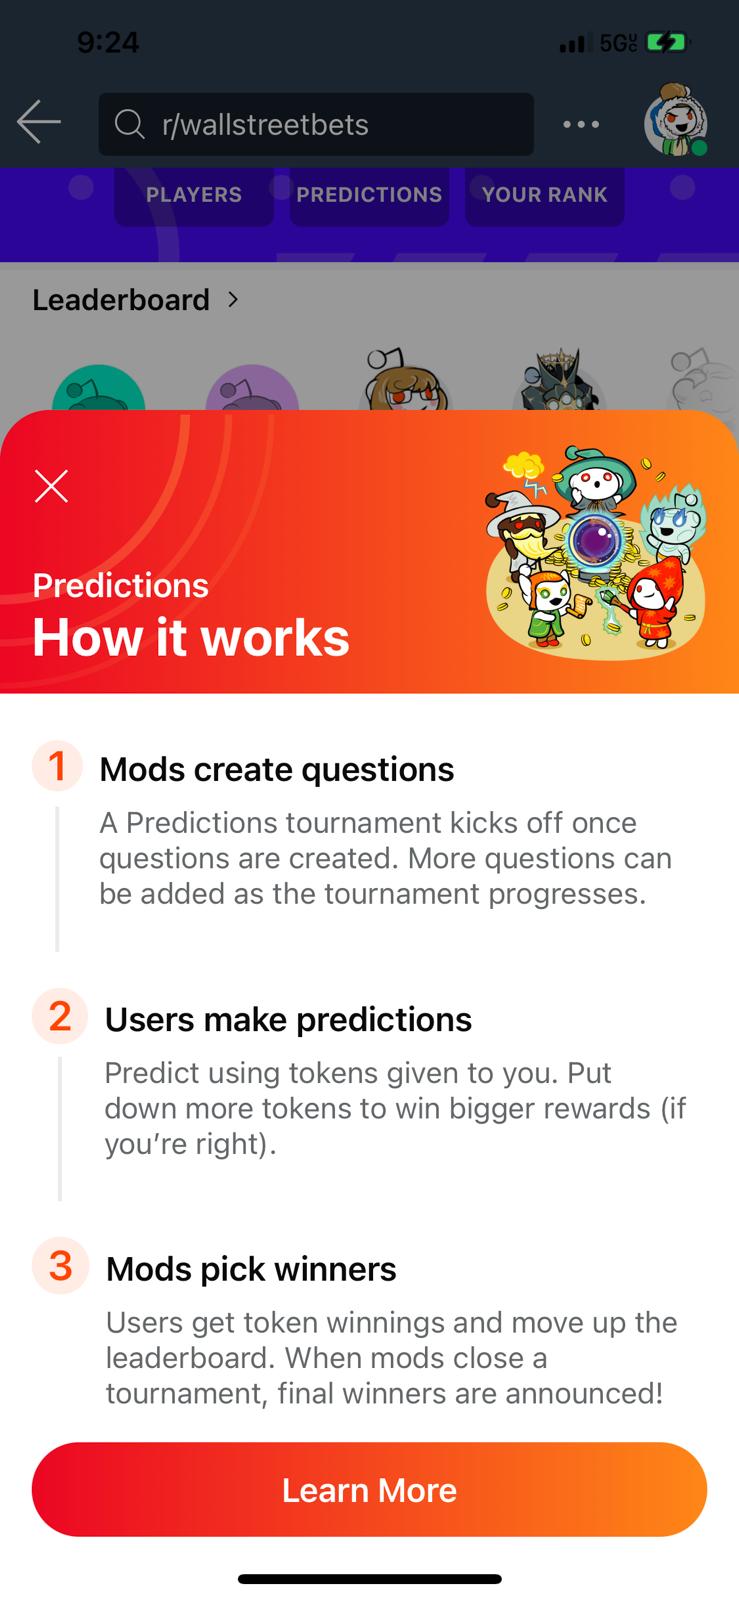 9:24
5G UC
r/wallstreetbets
PLAYERS
PREDICTIONS
YOUR RANK
Leaderboard
Predictions
How it works
1
Mods create questions
A Predictions tournament kicks off once
questions are created. More questions can
be added as the tournament progresses.
2
Users make predictions
Predict using tokens given to you. Put
down more tokens to win bigger rewards (if
you’re right).
3
Mods pick winners
Users get token winnings and move up the
leaderboard. When mods close a
tournament, final winners are announced!
Learn More